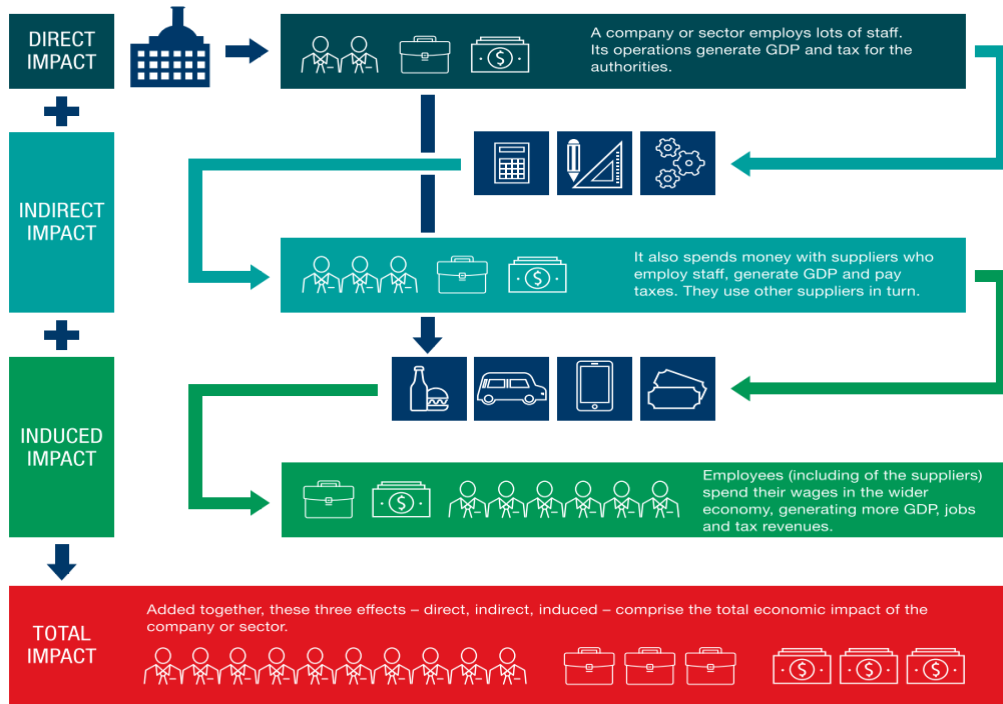 DIRECT
IMPACT
A company or sector employs lots of staff.
Its operations generate GDP and tax for the
authorities.
INDIRECT
IMPACT
It also spends money with suppliers who
employ staff, generate GDP and pay
taxes. They use other suppliers in turn.
INDUCED
IMPACT
Employees (including of the suppliers)
spend their wages in the wider
economy, generating more GDP, jobs
and tax revenues.
TOTAL
IMPACT
Added together, these three effects – direct, indirect, induced – comprise the total economic impact of the
company or sector.